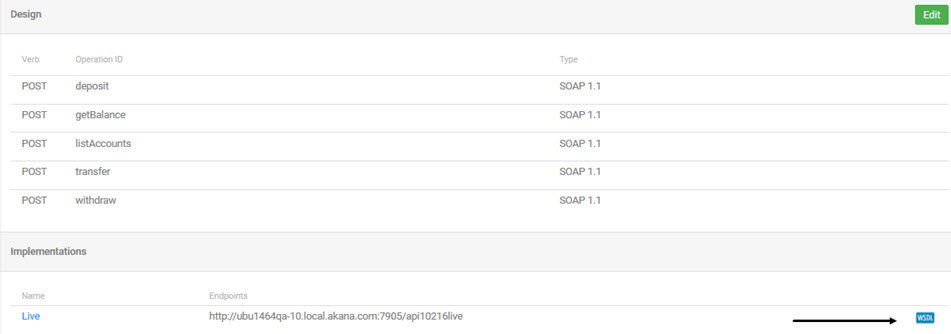 Design Edit
Verb Operation ID Type
POST deposit SOAP 1.1
POST getBalance SOAP 1.1
POST listAccounts SOAP 1.1
POST transfer SOAP 1.1
POST withdraw SOAP 1.1
Implementations
Name Endpoints
Live http://ubu1464qa-10.local.akana.com:7905/api10216live WSDL